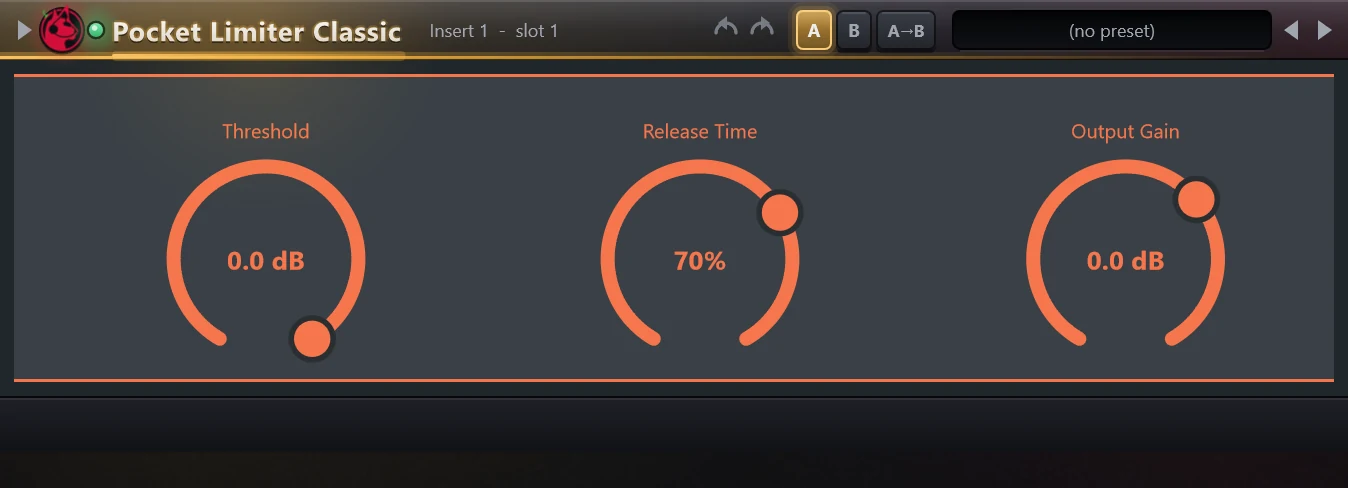 Pocket Limiter Classic
Insert 1 - slot 1
A
B
A→B
(no preset)
Threshold
Release Time
Output Gain
0.0 dB
70%
0.0 dB